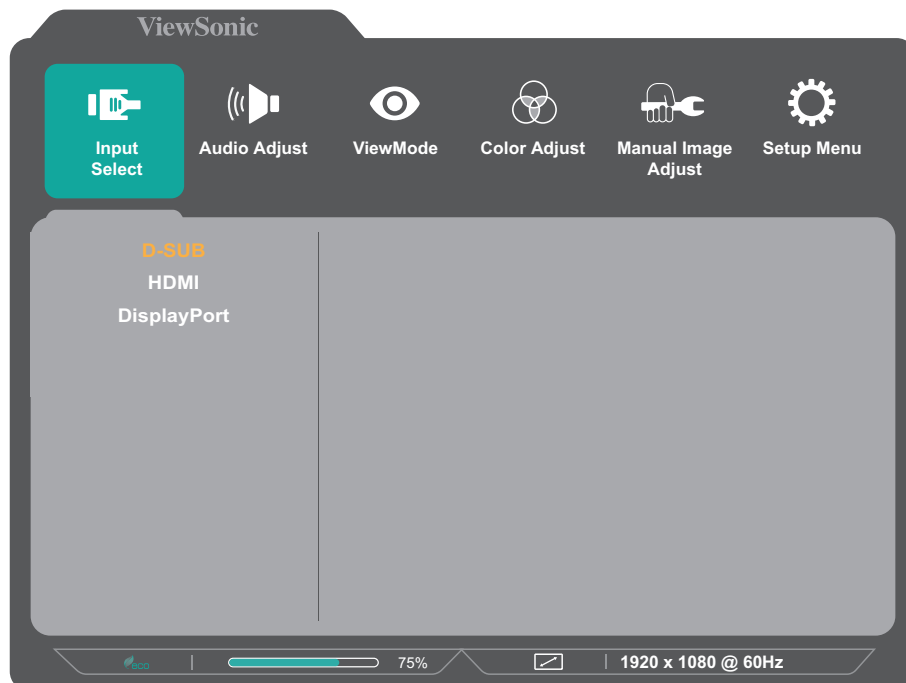 ViewSonic
Input
Select
Audio Adjust
ViewMode
Color Adjust
Manual Image
Adjust
Setup Menu
D-SUB
HDMI
DisplayPort
ECO
75%
1920 x 1080 @ 60Hz